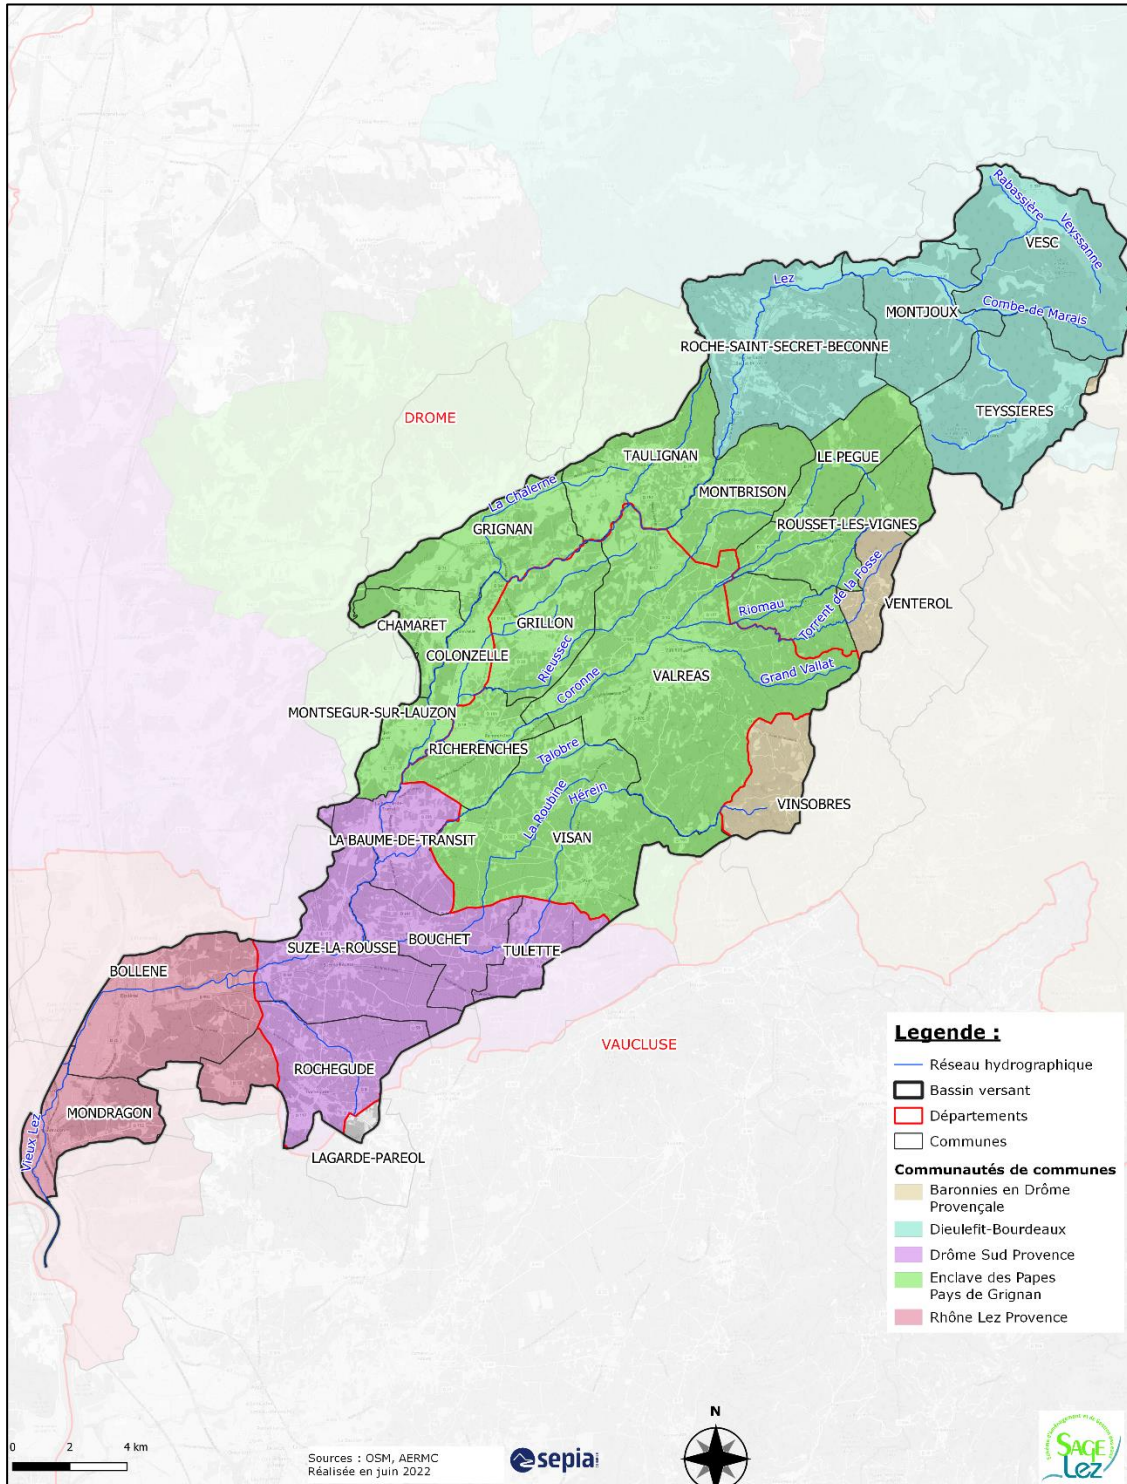 Rabassière
Veyssanne
VESC
Lez
Combe de Marais
MONTJOUX
ROCHE-SAINT-SECRET-BECONNE
TEYSSIERES
DROME
TAULIGNAN
LE-PEGUE
La Chalerne
MONTBRISON
GRIGNAN
ROUSSET-LES-VIGNES
Torrent de la Fosse
VENTEROL
Riomau
CHAMARET
GRILLON
COLONZELLE
Rieussec
Coronne
VALREAS
Grand Vallat
MONTSEGUR-SUR-LAUZON
RICHERENCHES
Talobre
La Roubine
Hérein
VINSOBRES
LA BAUME-DE-TRANSIT
VISAN
SUZE-LA-ROUSSE
BOUCHET
TULETTE
BOLLENE
VAUCLUSE
ROCHEGUDE
MONDRAGON
Vieux Lez
LAGARDE-PAREOL
Legende :
Réseau hydrographique
Bassin versant
Départements
Communes
Communautés de communes
Baronnies en Drôme
Provençale
Dieulefit-Bourdeaux
Drôme Sud Provence
Enclave des Papes
Pays de Grignan
Rhône Lez Provence
N
0 2 4 km
Sources : OSM, AERMC
Réalisée en juin 2022
sepia
SAGE
Lez